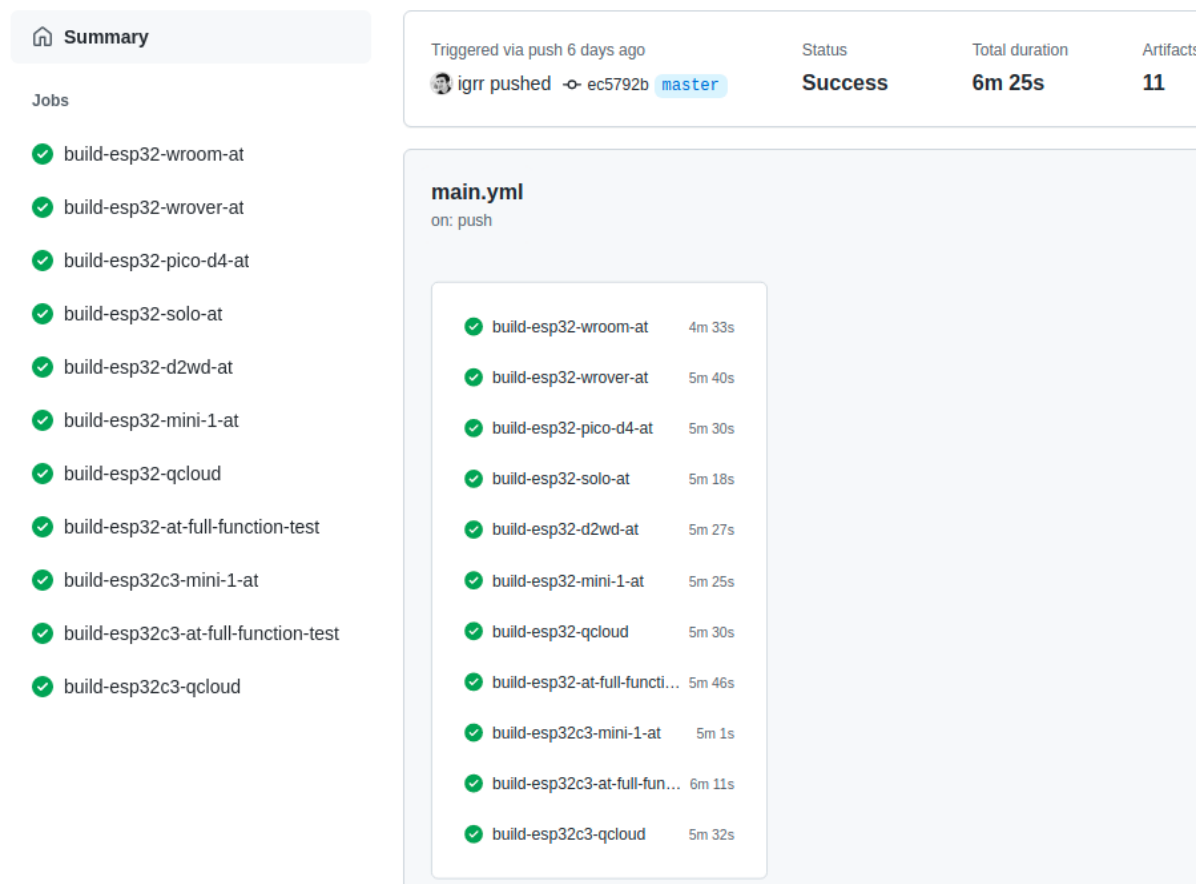 Summary
Jobs
build-esp32-wroom-at
build-esp32-wrover-at
build-esp32-pico-d4-at
build-esp32-solo-at
build-esp32-d2wd-at
build-esp32-mini-1-at
build-esp32-qcloud
build-esp32-at-full-function-test
build-esp32c3-mini-1-at
build-esp32c3-at-full-function-test
build-esp32c3-qcloud
Triggered via push 6 days ago
igrr pushed ec5792b master
Status
Success
Total duration
6m 25s
Artifacts
11
main.yml
on: push
build-esp32-wroom-at 4m 33s
build-esp32-wrover-at 5m 40s
build-esp32-pico-d4-at 5m 30s
build-esp32-solo-at 5m 18s
build-esp32-d2wd-at 5m 27s
build-esp32-mini-1-at 5m 25s
build-esp32-qcloud 5m 30s
build-esp32-at-full-functi... 5m 46s
build-esp32c3-mini-1-at 5m 1s
build-esp32c3-at-full-fun... 6m 11s
build-esp32c3-qcloud 5m 32s